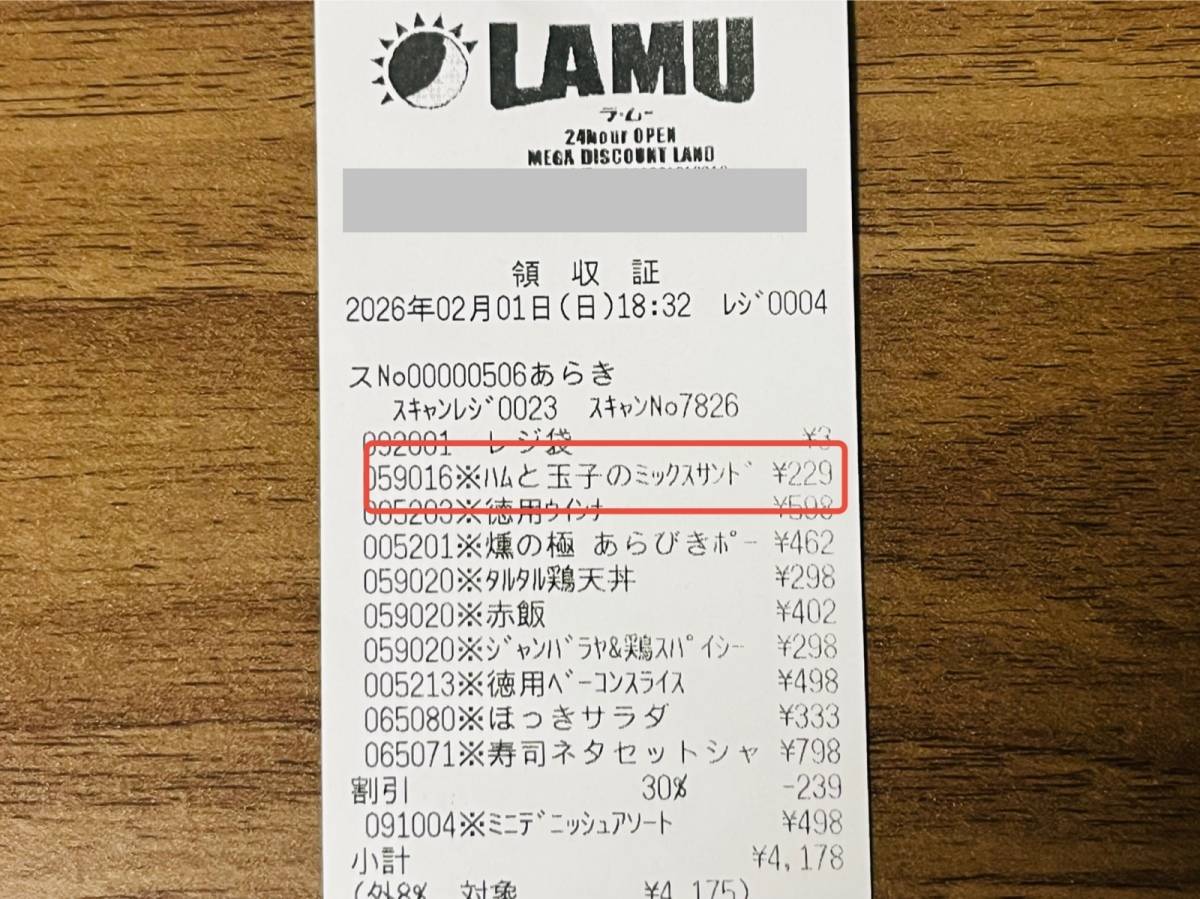 LAMU
ラ・ムー
24Hour OPEN
MEGA DISCOUNT LAND
領 収 証
2026年02月01日(日)18:32 レジ0004
スNo00000506あらき
スキャンレジ0023 スキャンNo7826
092001 レジ袋 ¥3
059016※ハムと玉子のミックスサンド ¥229
005203※徳用ウインナ ¥598
005201※燻の極 あらびきポー ¥462
059020※タルタル鶏天丼 ¥298
059020※赤飯 ¥402
059020※ジャンバラヤ&鶏スパイシー ¥298
005213※徳用ベーコンスライス ¥498
065080※ほっきサラダ ¥333
065071※寿司ネタセットシャ ¥798
割引 30% -239
091004※ミニデニッシュアソート ¥498
小計 ¥4,178
(外8% 対象 ¥4,175)